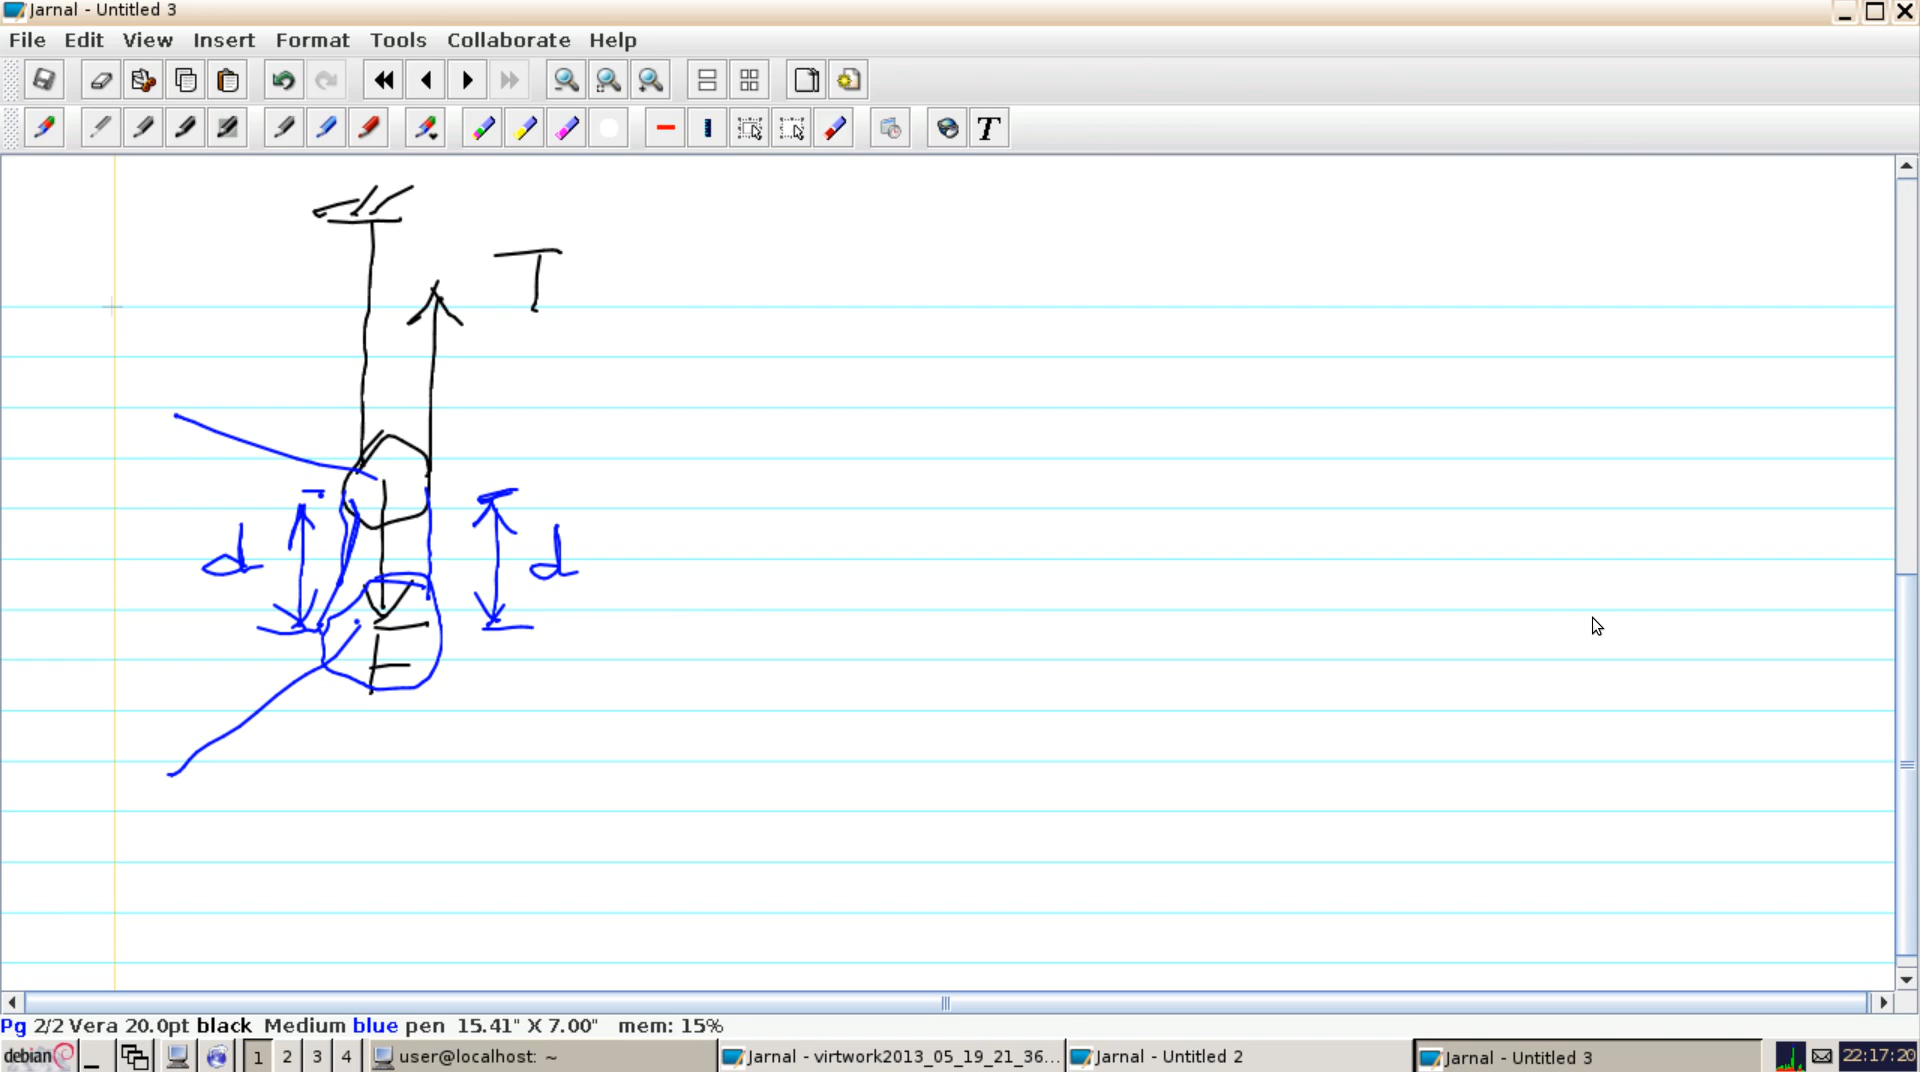 Jarnal - Untitled 3
File Edit View Insert Format Tools Collaborate Help
T
T
d
d
F
Pg 2/2 Vera 20.0pt black Medium blue pen 15.41" X 7.00" mem: 15%
debian 1 2 3 4 user@localhost: ~ Jarnal - virtwork2013_05_19_21_36... Jarnal - Untitled 2 Jarnal - Untitled 3 22:17:20